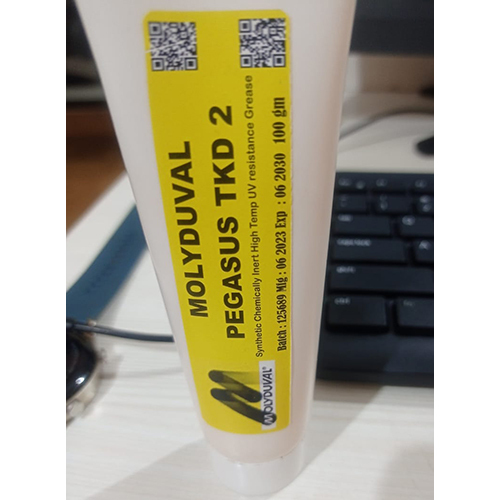 MOLYDUVAL
PEGASUS TKD 2
Synthetic Chemically Inert High Temp UV resistance Grease
Batch : 125689 Mfg : 06 2023 Exp : 06 2030 100 gm
MOLYDUVAL®